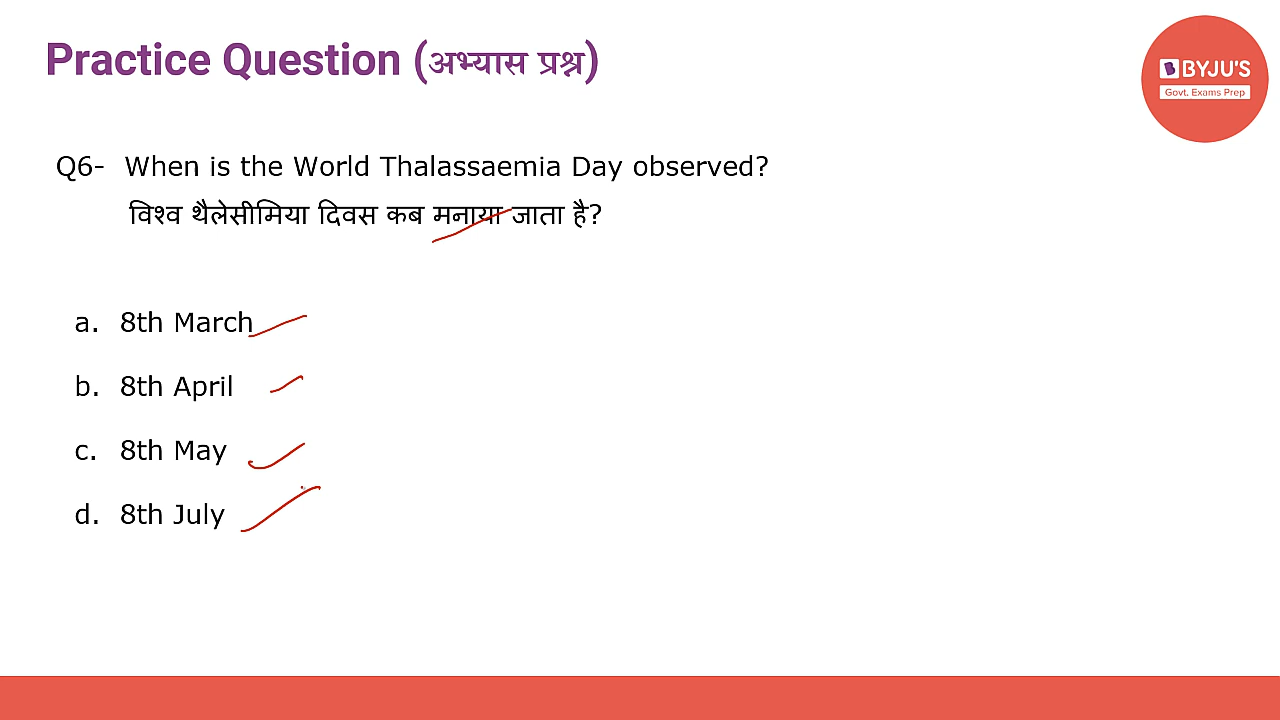 Practice Question (अभ्यास प्रश्न)
BYJU'S
Govt. Exams Prep
Q6- When is the World Thalassaemia Day observed?
विश्व थैलेसीमिया दिवस कब मनाया जाता है?
a. 8th March
b. 8th April
c. 8th May
d. 8th July